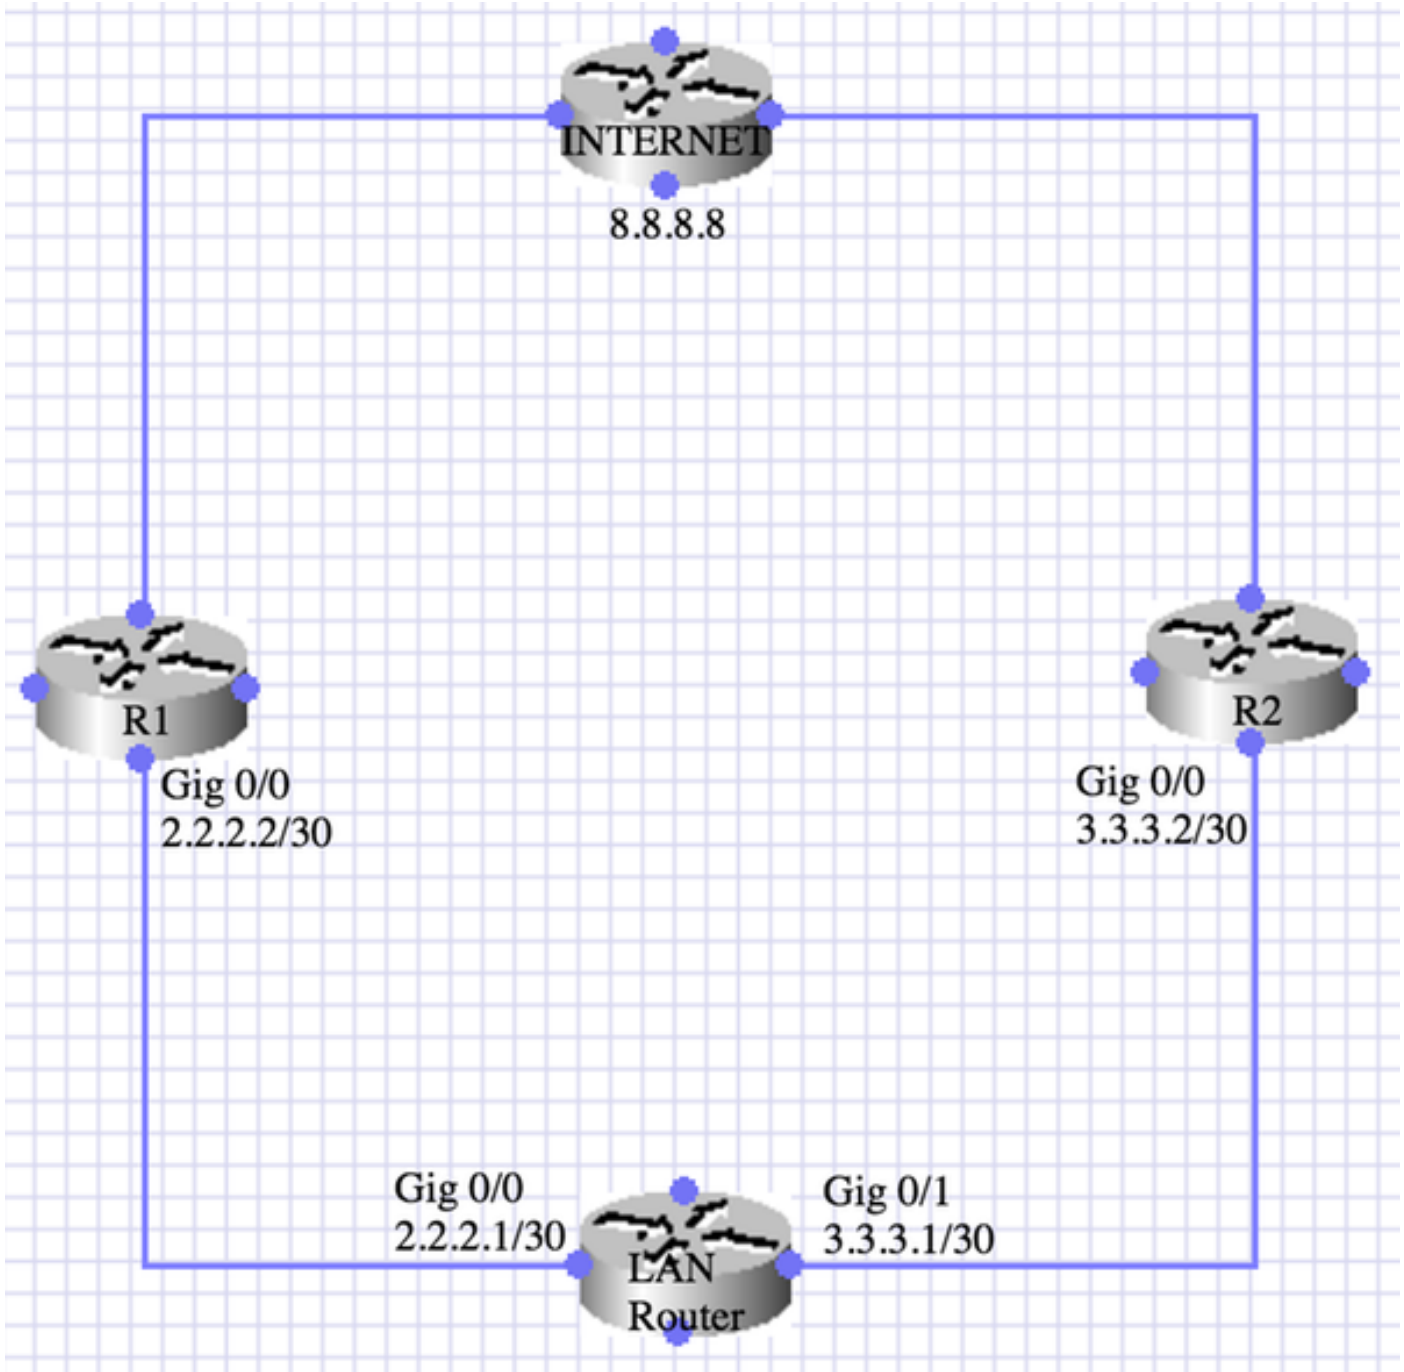 INTERNET
8.8.8.8
R1
Gig 0/0
2.2.2.2/30
R2
Gig 0/0
3.3.3.2/30
Gig 0/0
2.2.2.1/30
Gig 0/1
3.3.3.1/30
LAN
Router